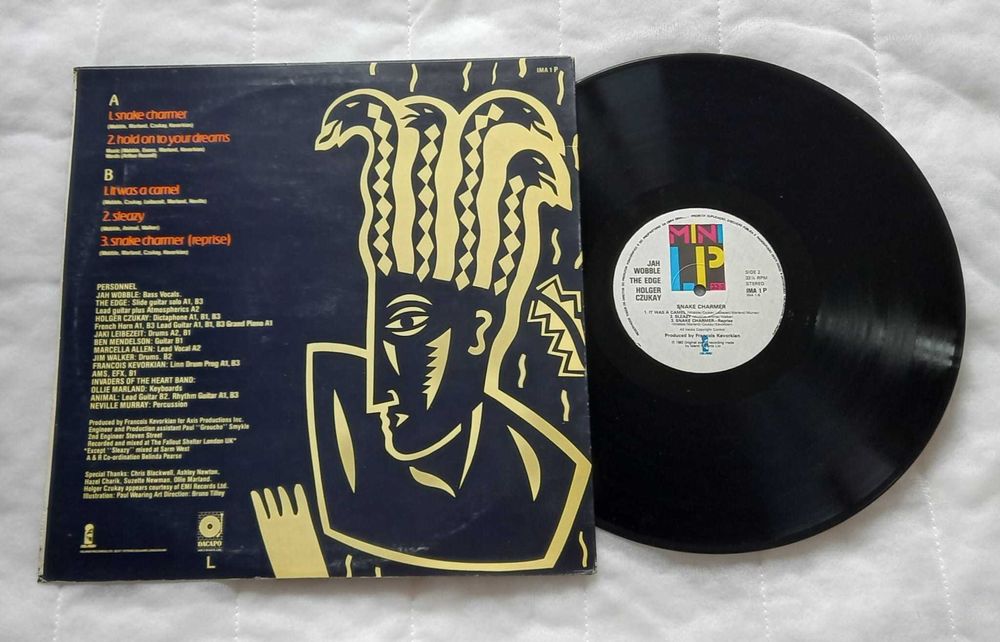 IMA 1 P
A
1. snake charmer
(Wobble, Marland, Czukay, Kevorkian)
2. hold on to your dreams
Words (Arthur Russell)
B
1. it was a camel
2. sleazy
(Wobble, Animal, Walker)
3. snake charmer (reprise)
(Wobble, Marland, Czukay, Kevorkian)
PERSONNEL
JAH WOBBLE: Bass Vocals.
THE EDGE: Slide guitar solo A1, B3
Lead guitar plus Atmospherics A2
HOLGER CZUKAY: Dictaphone A1, B1, B3
French Horn A1, B3 Lead Guitar A1, B1, B3 Grand Piano A1
JAKI LEIBEZEIT: Drums A2, B1
BEN MENDELSON: Guitar B1
MARCELLA ALLEN: Lead Vocal A2
JIM WALKER: Drums. B2
FRANCOIS KEVORKIAN: Linn Drum Prog A1, B3
AMS, EFX, B1
INVADERS OF THE HEART BAND:
OLLIE MARLAND: Keyboards
ANIMAL: Lead Guitar B2. Rhythm Guitar A1, B3
NEVILLE MURRAY: Percussion
Produced by Francois Kevorkian for Axis Productions Inc.
Engineer and Production assistant Paul "Groucho" Smykle
2nd Engineer Steven Street
Recorded and mixed at The Fallout Shelter London UK*
*Except "Sleazy" mixed at Sarm West
A & R Co-ordination Belinda Pearse
Special Thanks: Chris Blackwell, Ashley Newton,
Hazel Charik, Suzette Newman, Ollie Marland.
Holger Czukay appears courtesy of EMI Records Ltd.
Illustration: Paul Wearing Art Direction: Bruno Tilley
DACAPO
L
MINI
LP
JAH
WOBBLE
THE EDGE
HOLGER
CZUKAY
SIDE 2
33⅓ RPM
STEREO
IMA 1 P
SNAKE CHARMER
1. IT WAS A CAMEL
2. SLEAZY
3. SNAKE CHARMER—Reprise
Produced by Francois Kevorkian
ISLAND